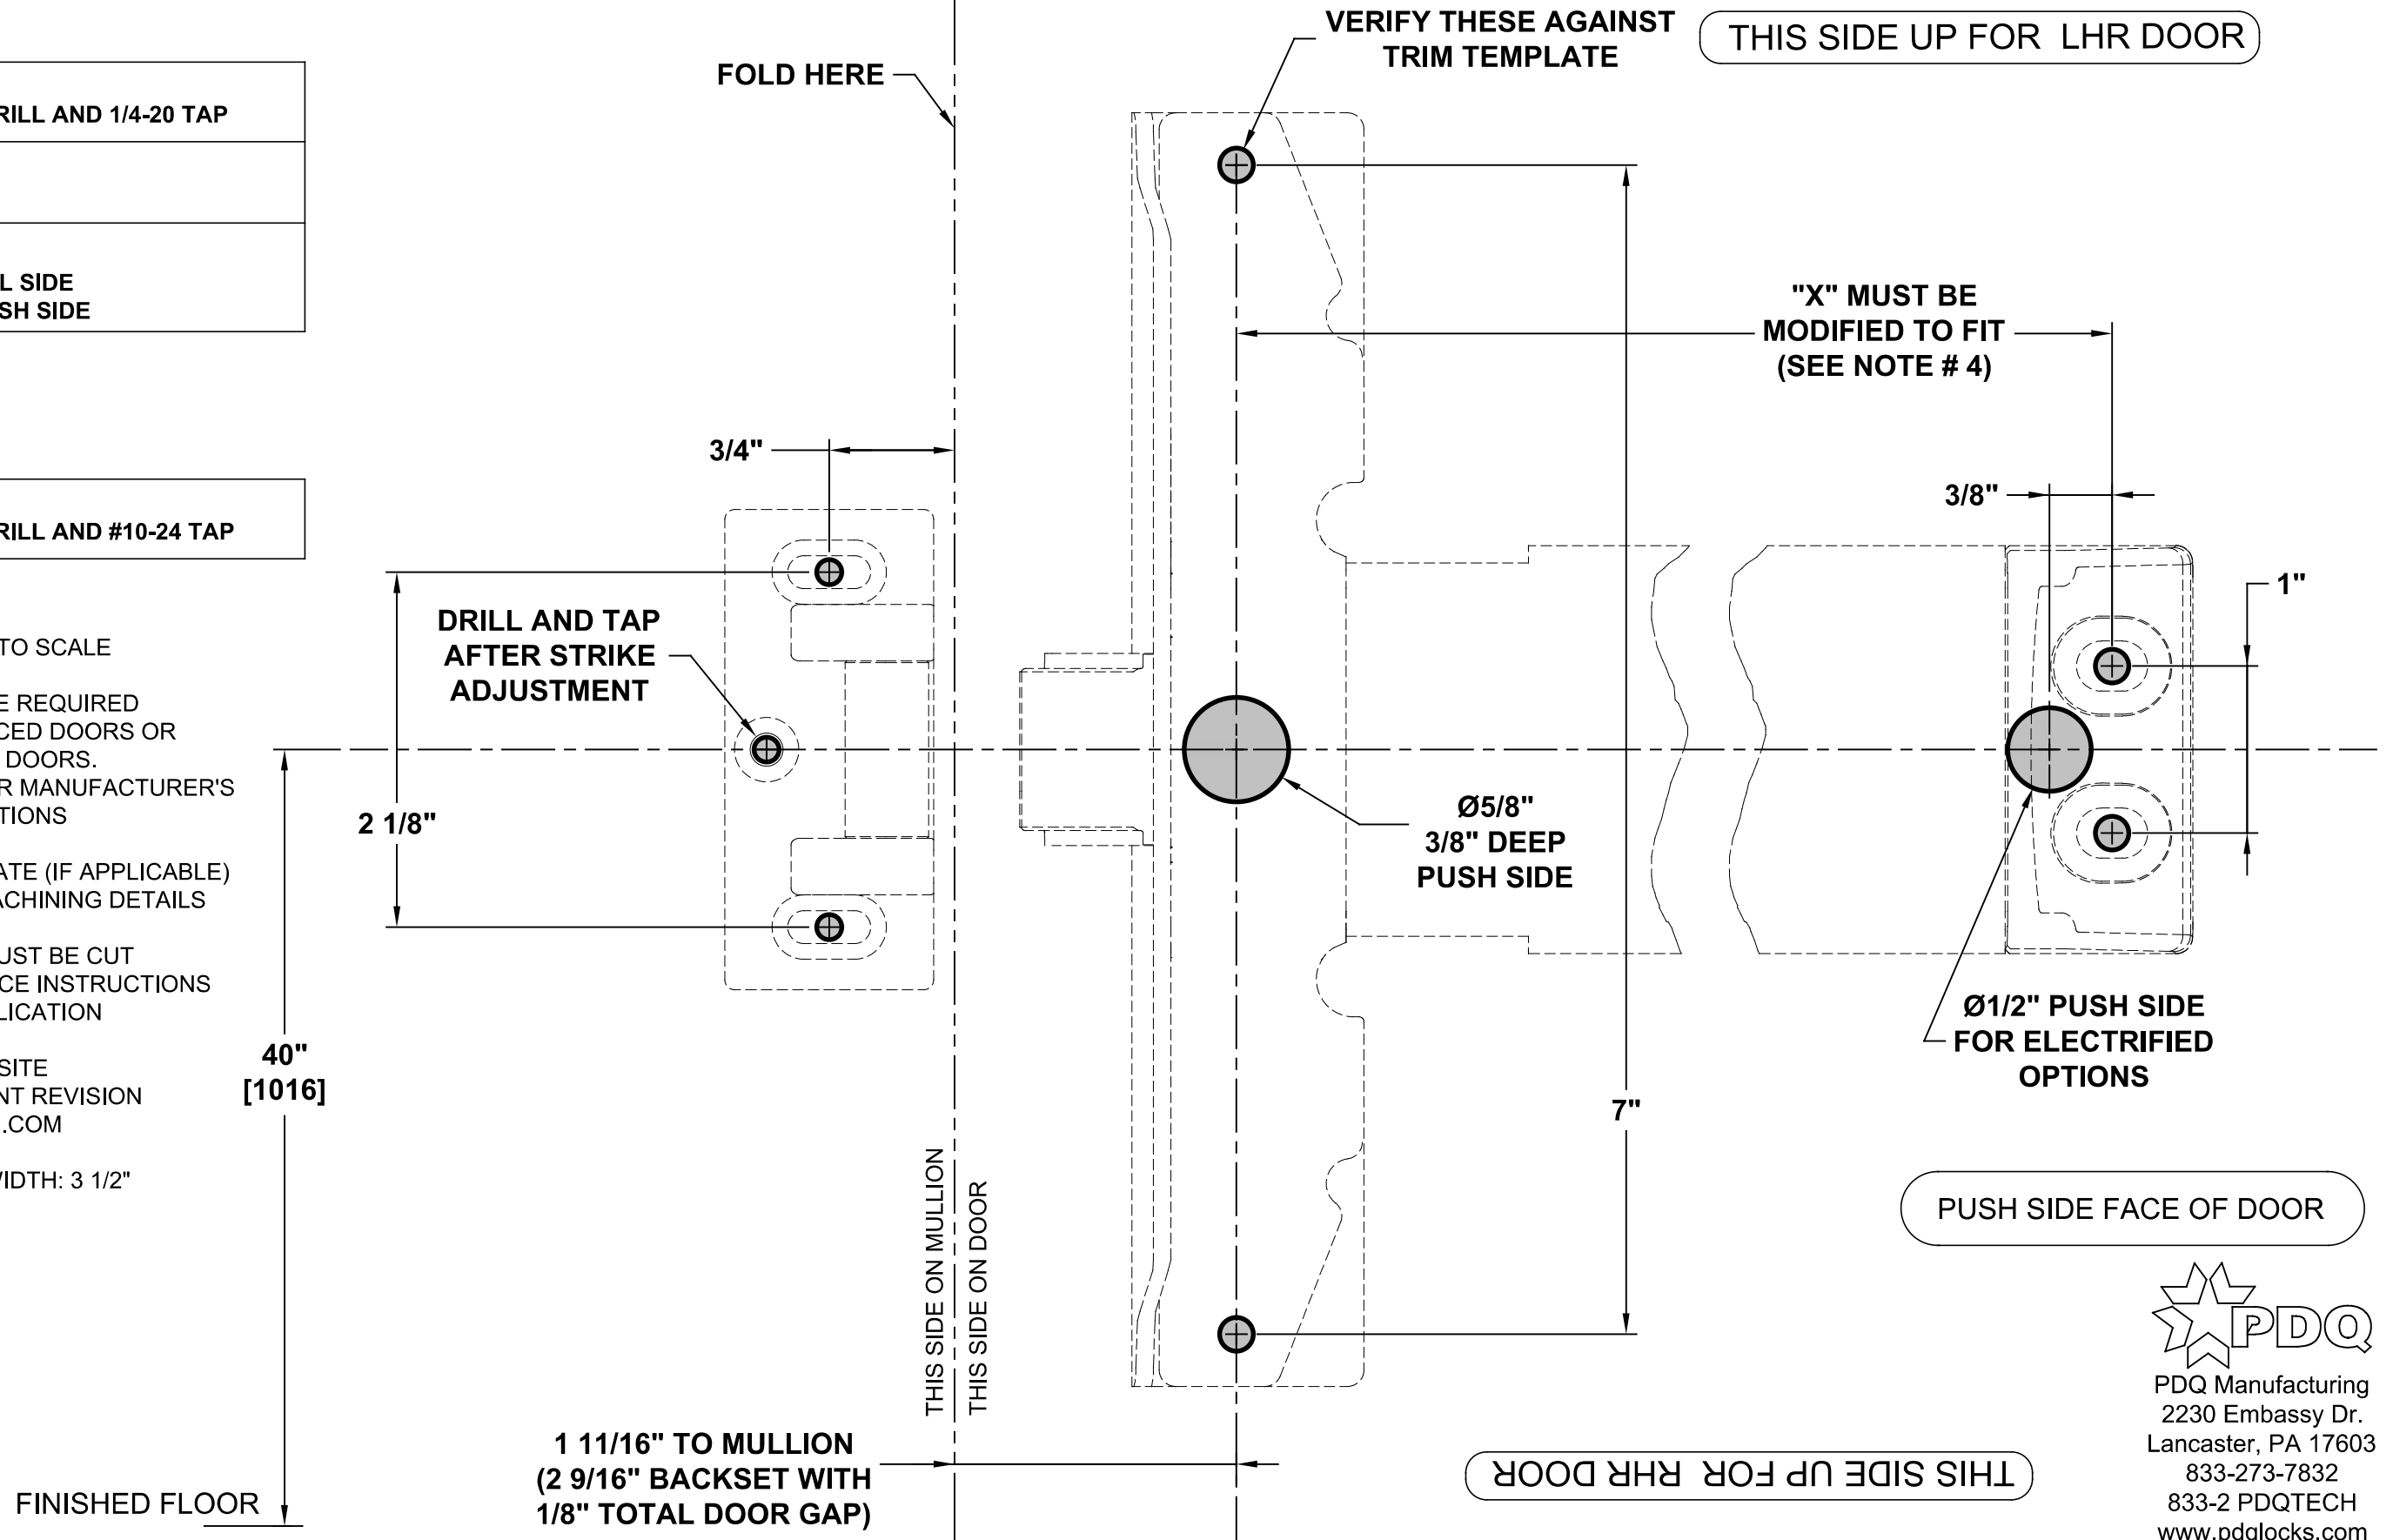 RILL AND 1/4-20 TAP
L SIDE
SH SIDE
RILL AND #10-24 TAP
TO SCALE
E REQUIRED
CED DOORS OR
DOORS.
R MANUFACTURER'S
TIONS
ATE (IF APPLICABLE)
ACHINING DETAILS
UST BE CUT
CE INSTRUCTIONS
LICATION
SITE
NT REVISION
.COM
WIDTH: 3 1/2"
40"
[1016]
FINISHED FLOOR
FOLD HERE
VERIFY THESE AGAINST
TRIM TEMPLATE
THIS SIDE UP FOR LHR DOOR
"X" MUST BE
MODIFIED TO FIT
(SEE NOTE # 4)
3/4"
3/8"
1"
DRILL AND TAP
AFTER STRIKE
ADJUSTMENT
2 1/8"
Ø5/8"
3/8" DEEP
PUSH SIDE
Ø1/2" PUSH SIDE
FOR ELECTRIFIED
OPTIONS
7"
THIS SIDE ON MULLION
THIS SIDE ON DOOR
PUSH SIDE FACE OF DOOR
1 11/16" TO MULLION
(2 9/16" BACKSET WITH
1/8" TOTAL DOOR GAP)
THIS SIDE UP FOR RHR DOOR
PDQ
PDQ Manufacturing
2230 Embassy Dr.
Lancaster, PA 17603
833-273-7832
833-2 PDQTECH
www.pdqlocks.com